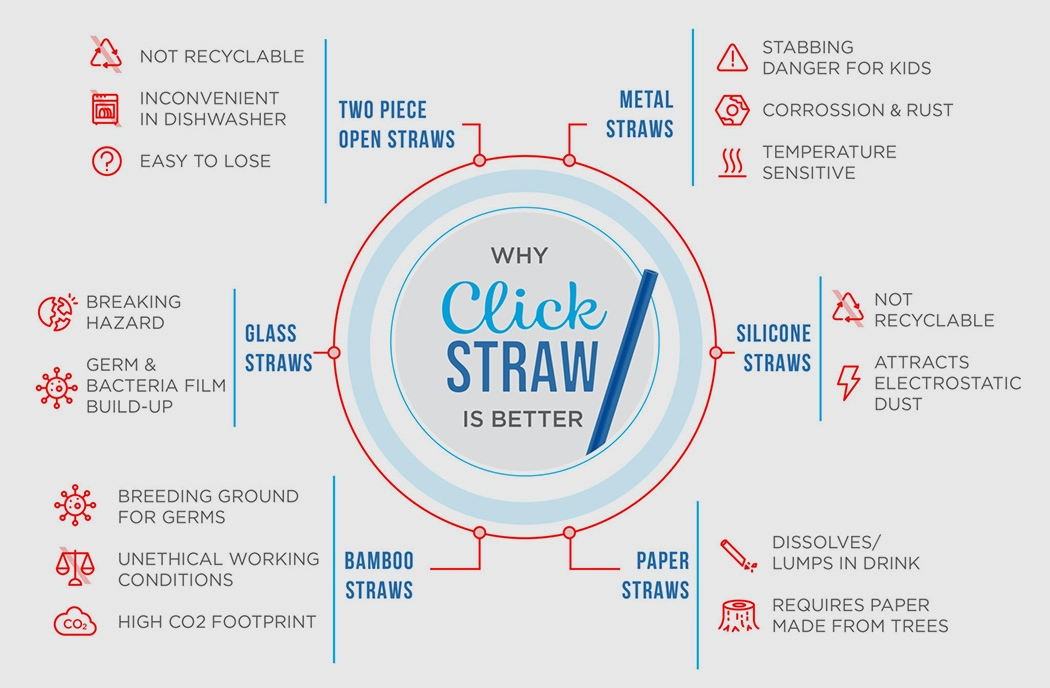 NOT RECYCLABLE
INCONVENIENT
IN DISHWASHER
EASY TO LOSE
TWO PIECE
OPEN STRAWS
METAL
STRAWS
STABBING
DANGER FOR KIDS
CORROSSION & RUST
TEMPERATURE
SENSITIVE
BREAKING
HAZARD
GERM &
BACTERIA FILM
BUILD-UP
GLASS
STRAWS
WHY
Click
STRAW
IS BETTER
SILICONE
STRAWS
NOT
RECYCLABLE
ATTRACTS
ELECTROSTATIC
DUST
BREEDING GROUND
FOR GERMS
UNETHICAL WORKING
CONDITIONS
CO2
HIGH CO2 FOOTPRINT
BAMBOO
STRAWS
PAPER
STRAWS
DISSOLVES/
LUMPS IN DRINK
REQUIRES PAPER
MADE FROM TREES